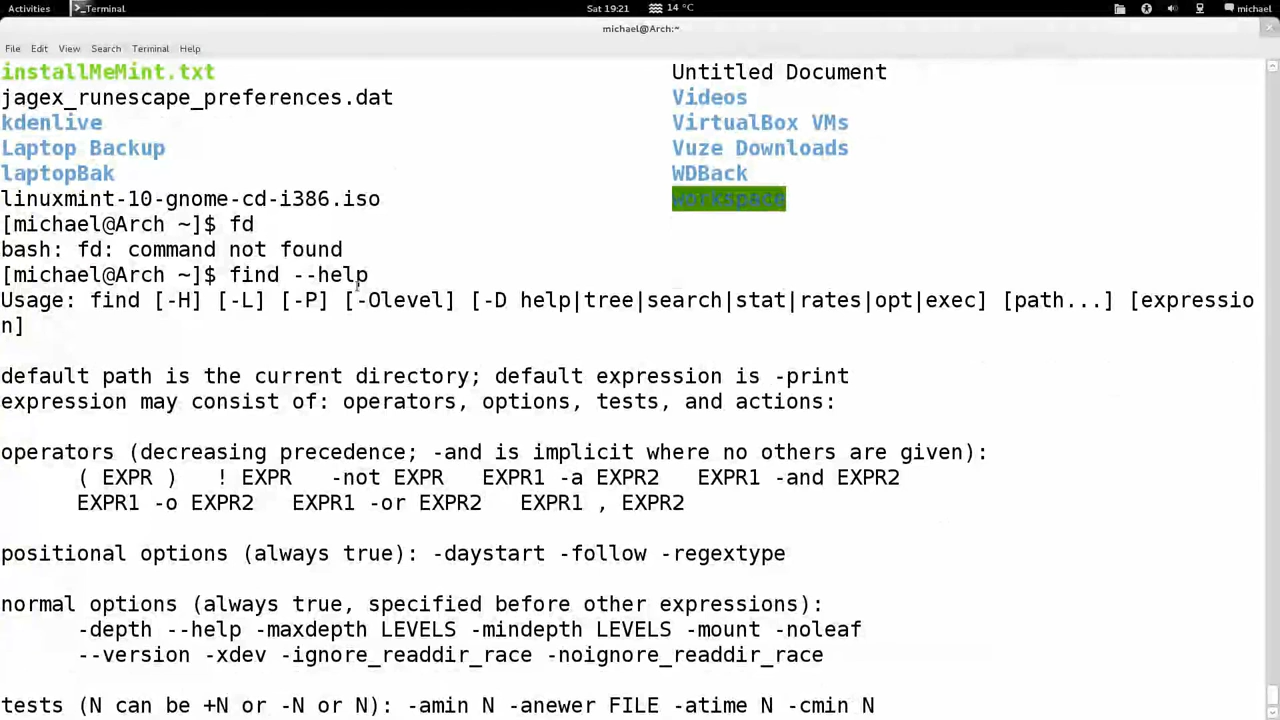 Activities Terminal Sat 19:21 14 °C michael
michael@Arch:~
File Edit View Search Terminal Help
installMeMint.txt Untitled Document
jagex_runescape_preferences.dat Videos
kdenlive VirtualBox VMs
Laptop Backup Vuze Downloads
laptopBak WDBack
linuxmint-10-gnome-cd-i386.iso workspace
[michael@Arch ~]$ fd
bash: fd: command not found
[michael@Arch ~]$ find --help
Usage: find [-H] [-L] [-P] [-Olevel] [-D help|tree|search|stat|rates|opt|exec] [path...] [expressio
n]
default path is the current directory; default expression is -print
expression may consist of: operators, options, tests, and actions:
operators (decreasing precedence; -and is implicit where no others are given):
( EXPR ) ! EXPR -not EXPR EXPR1 -a EXPR2 EXPR1 -and EXPR2
EXPR1 -o EXPR2 EXPR1 -or EXPR2 EXPR1 , EXPR2
positional options (always true): -daystart -follow -regextype
normal options (always true, specified before other expressions):
-depth --help -maxdepth LEVELS -mindepth LEVELS -mount -noleaf
--version -xdev -ignore_readdir_race -noignore_readdir_race
tests (N can be +N or -N or N): -amin N -anewer FILE -atime N -cmin N